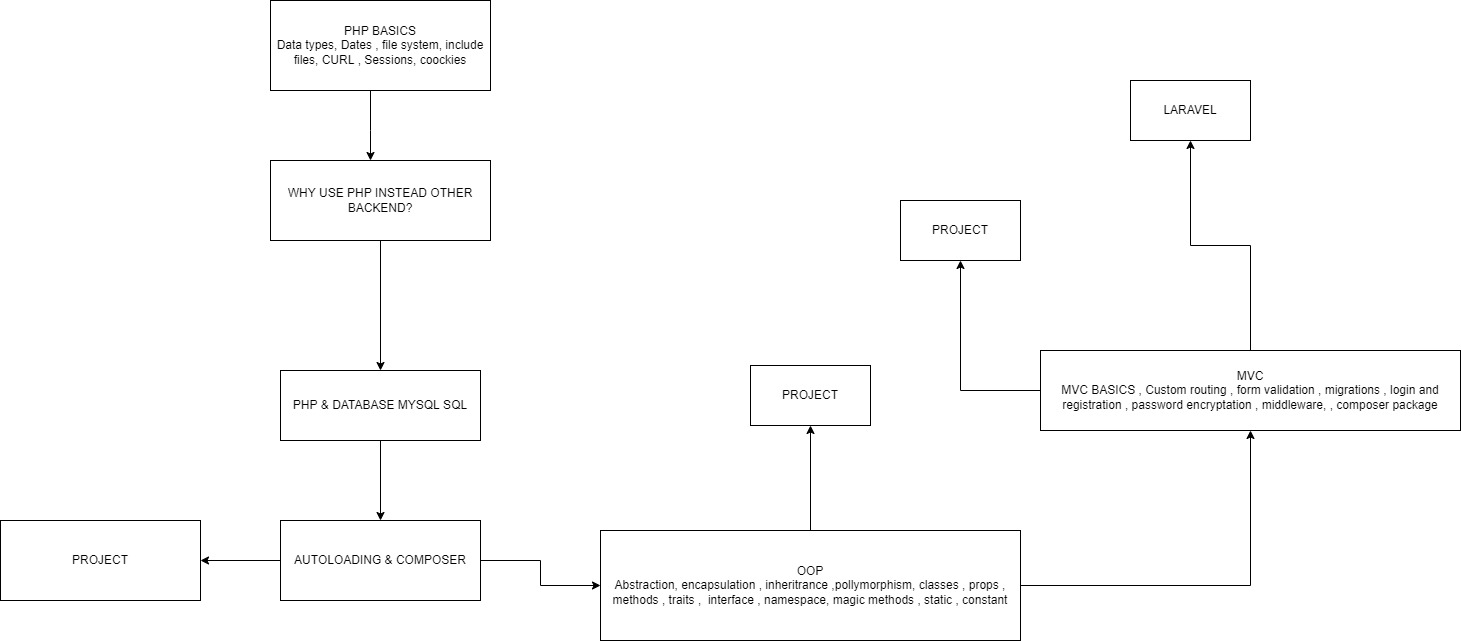 PHP BASICS
Data types, Dates , file system, include
files, CURL , Sessions, coockies
WHY USE PHP INSTEAD OTHER
BACKEND?
PHP & DATABASE MYSQL SQL
AUTOLOADING & COMPOSER
PROJECT
OOP
Abstraction, encapsulation , inheritrance ,pollymorphism, classes , props ,
methods , traits , interface , namespace, magic methods , static , constant
PROJECT
MVC
MVC BASICS , Custom routing , form validation , migrations , login and
registration , password encryptation , middleware, , composer package
PROJECT
LARAVEL